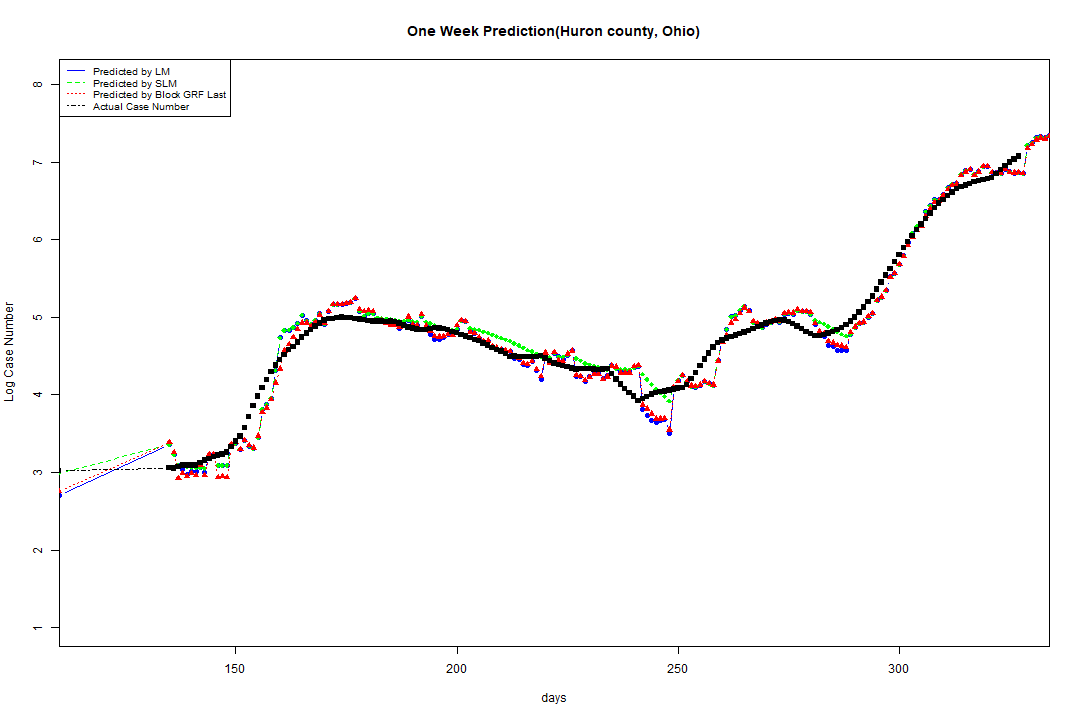 One Week Prediction(Huron county, Ohio)
Predicted by LM
Predicted by SLM
Predicted by Block GRF Last
Actual Case Number
8
7
6
5
4
3
2
1
Log Case Number
150 200 250 300
days